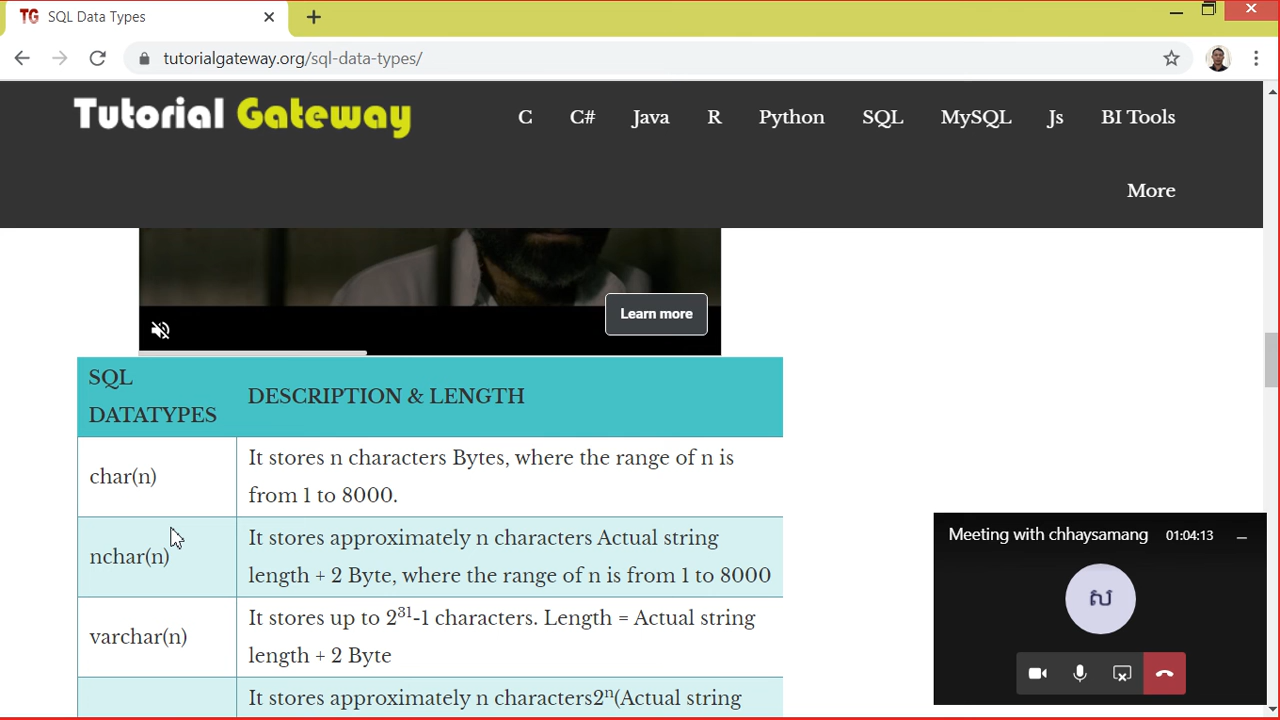 TG SQL Data Types
tutorialgateway.org/sql-data-types/
Tutorial Gateway
C C# Java R Python SQL MySQL Js BI Tools
More
Learn more
SQL
DATATYPES
DESCRIPTION & LENGTH
char(n)
It stores n characters Bytes, where the range of n is
from 1 to 8000.
nchar(n)
It stores approximately n characters Actual string
length + 2 Byte, where the range of n is from 1 to 8000
varchar(n)
It stores up to 2³¹-1 characters. Length = Actual string
length + 2 Byte
It stores approximately n characters2ⁿ(Actual string
Meeting with chhaysamang 01:04:13
ស